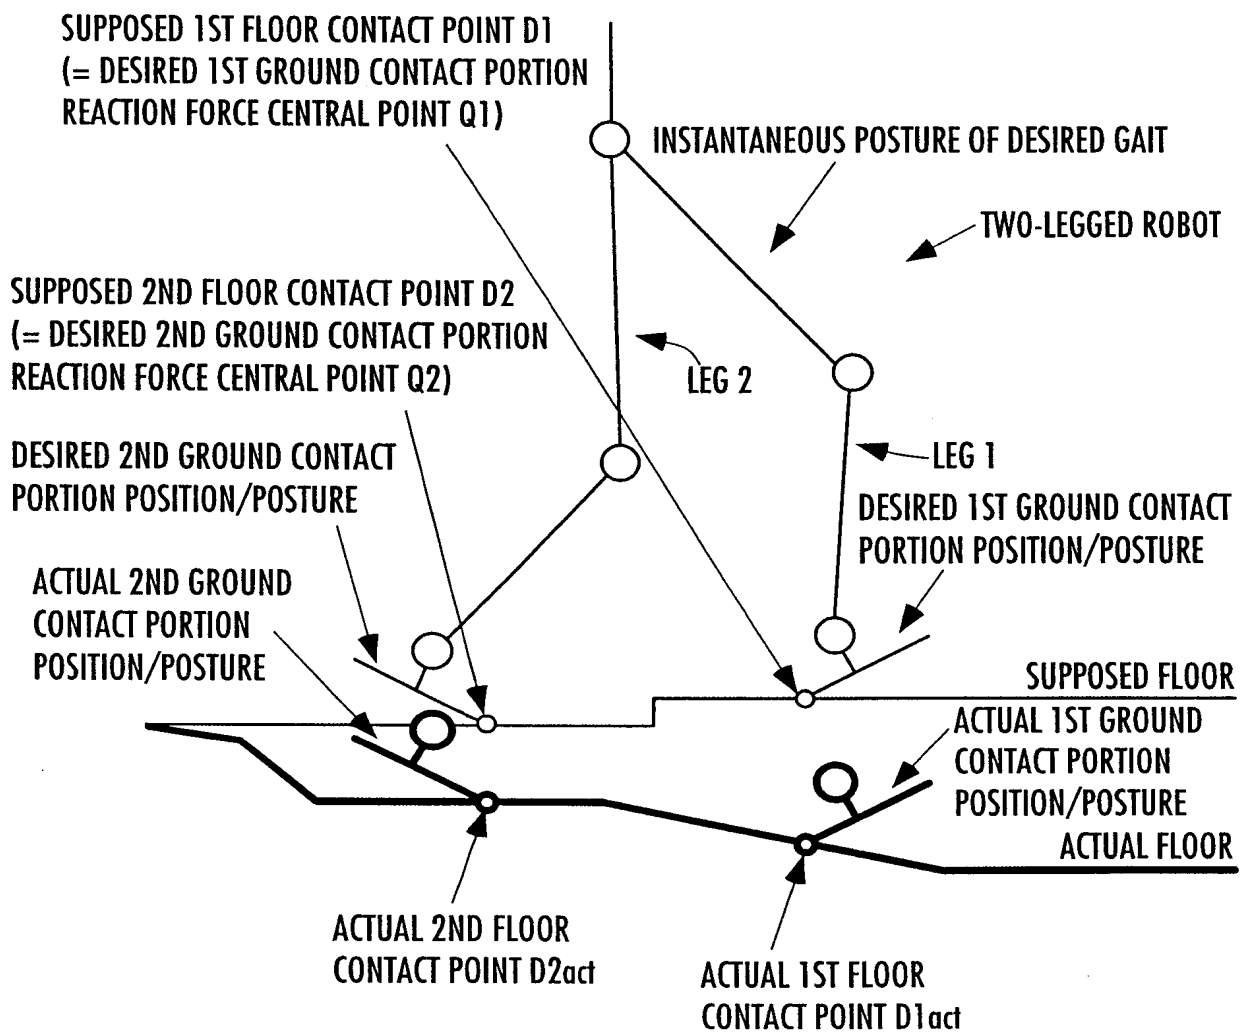 SUPPOSED 1ST FLOOR CONTACT POINT D1
(= DESIRED 1ST GROUND CONTACT PORTION
REACTION FORCE CENTRAL POINT Q1)
INSTANTANEOUS POSTURE OF DESIRED GAIT
TWO-LEGGED ROBOT
SUPPOSED 2ND FLOOR CONTACT POINT D2
(= DESIRED 2ND GROUND CONTACT PORTION
REACTION FORCE CENTRAL POINT Q2)
LEG 2
LEG 1
DESIRED 2ND GROUND CONTACT
PORTION POSITION/POSTURE
DESIRED 1ST GROUND CONTACT
PORTION POSITION/POSTURE
ACTUAL 2ND GROUND
CONTACT PORTION
POSITION/POSTURE
SUPPOSED FLOOR
ACTUAL 1ST GROUND
CONTACT PORTION
POSITION/POSTURE
ACTUAL FLOOR
ACTUAL 2ND FLOOR
CONTACT POINT D2act
ACTUAL 1ST FLOOR
CONTACT POINT D1act